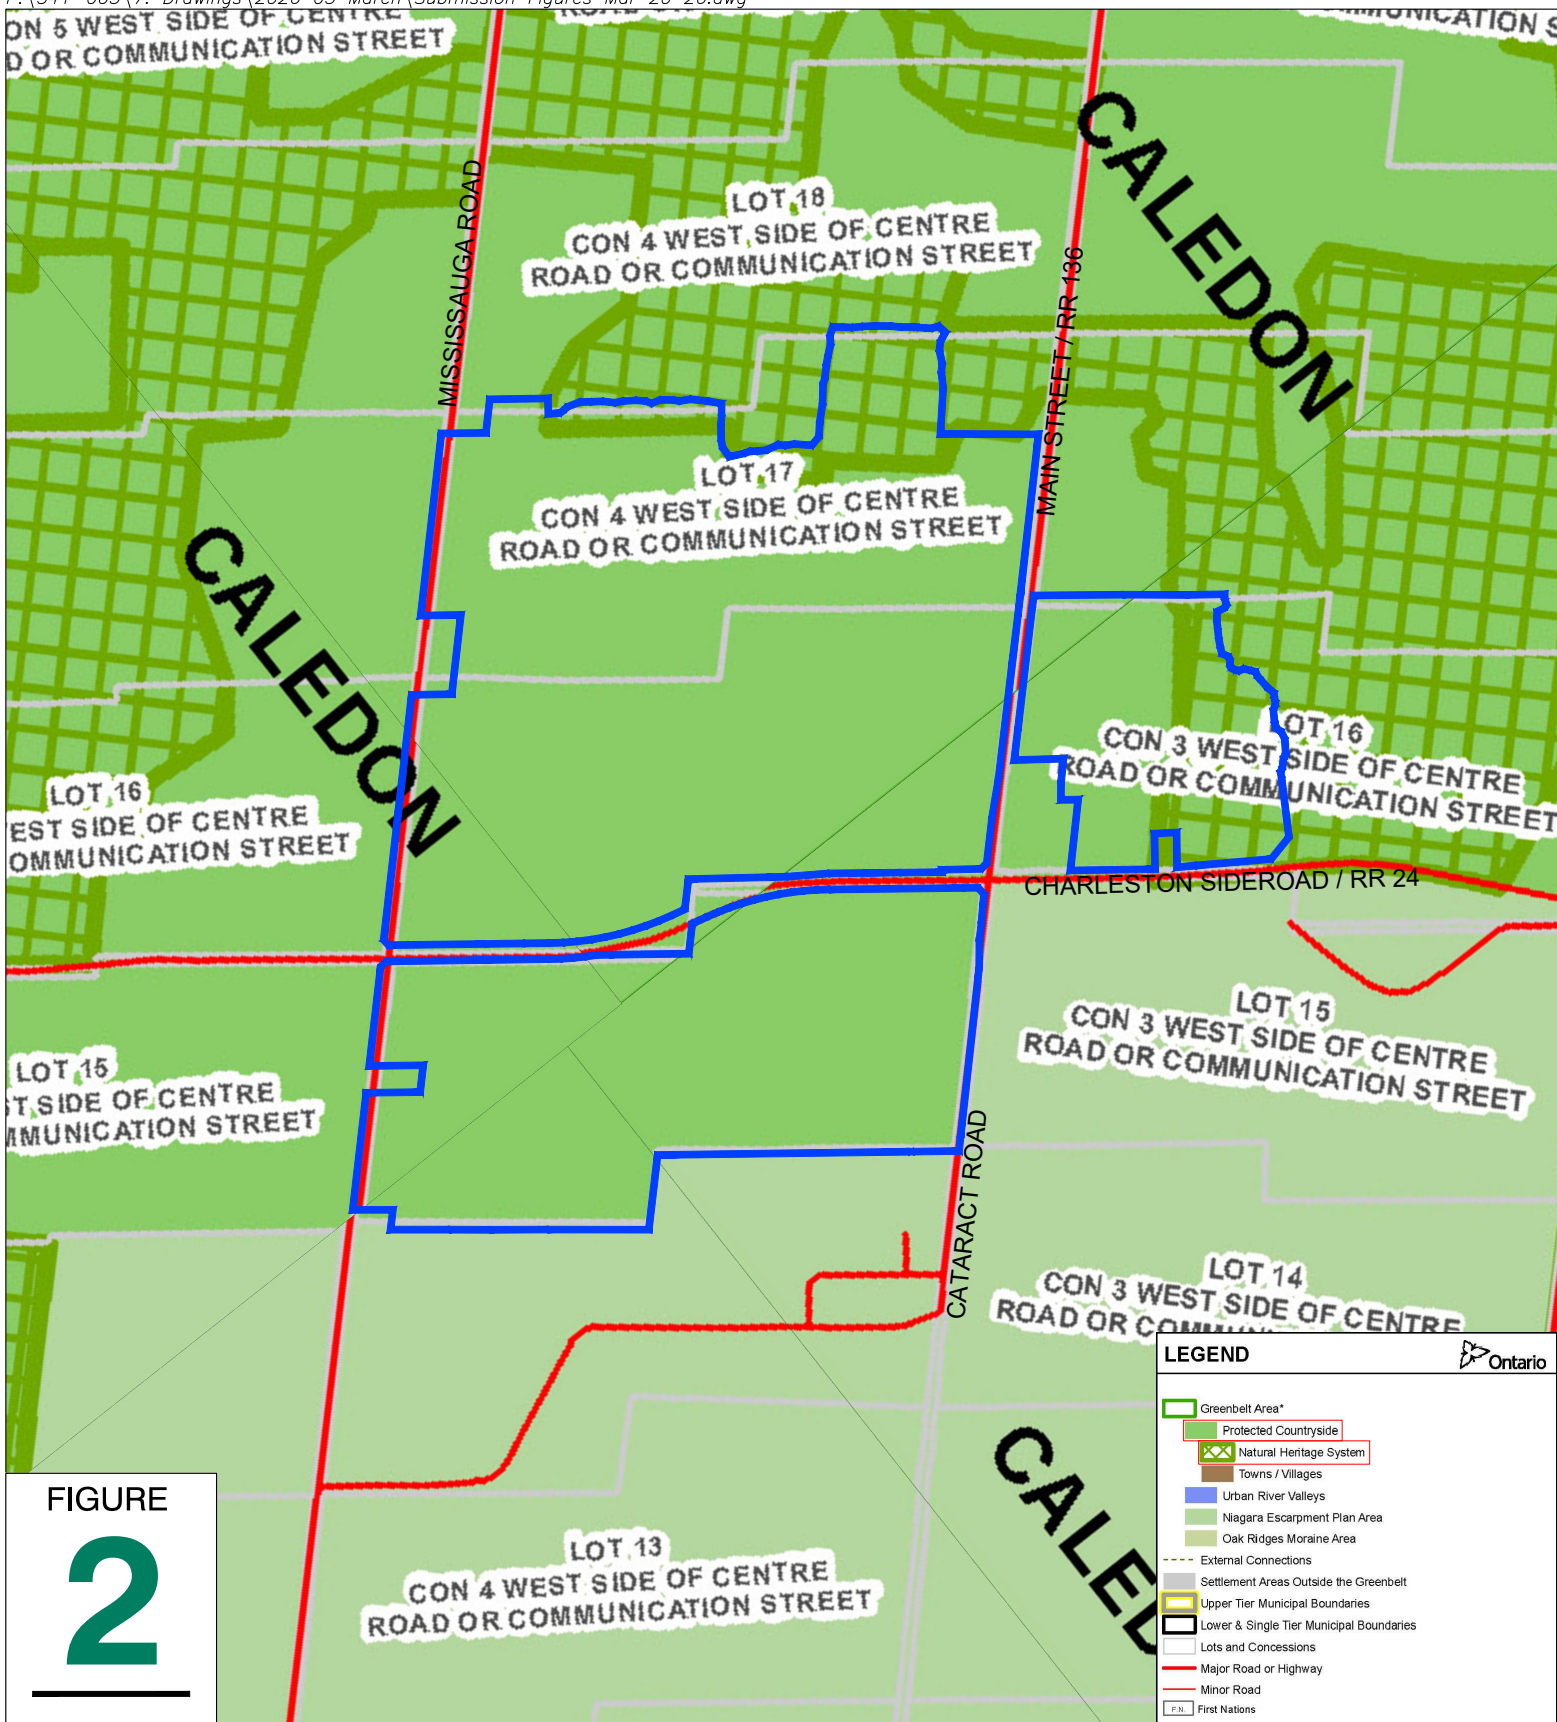 ON 5 WEST SIDE OF CENTRE
D OR COMMUNICATION STREET
MUNICATION S
CALEDON
MISSISSAUGA ROAD
LOT 18
CON 4 WEST SIDE OF CENTRE
ROAD OR COMMUNICATION STREET
MAIN STREET / RR 136
LOT 17
CON 4 WEST SIDE OF CENTRE
ROAD OR COMMUNICATION STREET
CALEDON
OT 16
CON 3 WEST SIDE OF CENTRE
ROAD OR COMMUNICATION STREET
LOT 16
EST SIDE OF CENTRE
OMMUNICATION STREET
CHARLESTON SIDEROAD / RR 24
LOT 15
CON 3 WEST SIDE OF CENTRE
ROAD OR COMMUNICATION STREET
LOT 15
ST SIDE OF CENTRE
MMUNICATION STREET
CATARACT ROAD
LOT 14
CON 3 WEST SIDE OF CENTRE
ROAD OR COMMUN
LOT 13
CON 4 WEST SIDE OF CENTRE
ROAD OR COMMUNICATION STREET
CALED
FIGURE
2
LEGEND
Ontario
Greenbelt Area*
Protected Countryside
Natural Heritage System
Towns / Villages
Urban River Valleys
Niagara Escarpment Plan Area
Oak Ridges Moraine Area
External Connections
Settlement Areas Outside the Greenbelt
Upper Tier Municipal Boundaries
Lower & Single Tier Municipal Boundaries
Lots and Concessions
Major Road or Highway
Minor Road
F.N. First Nations